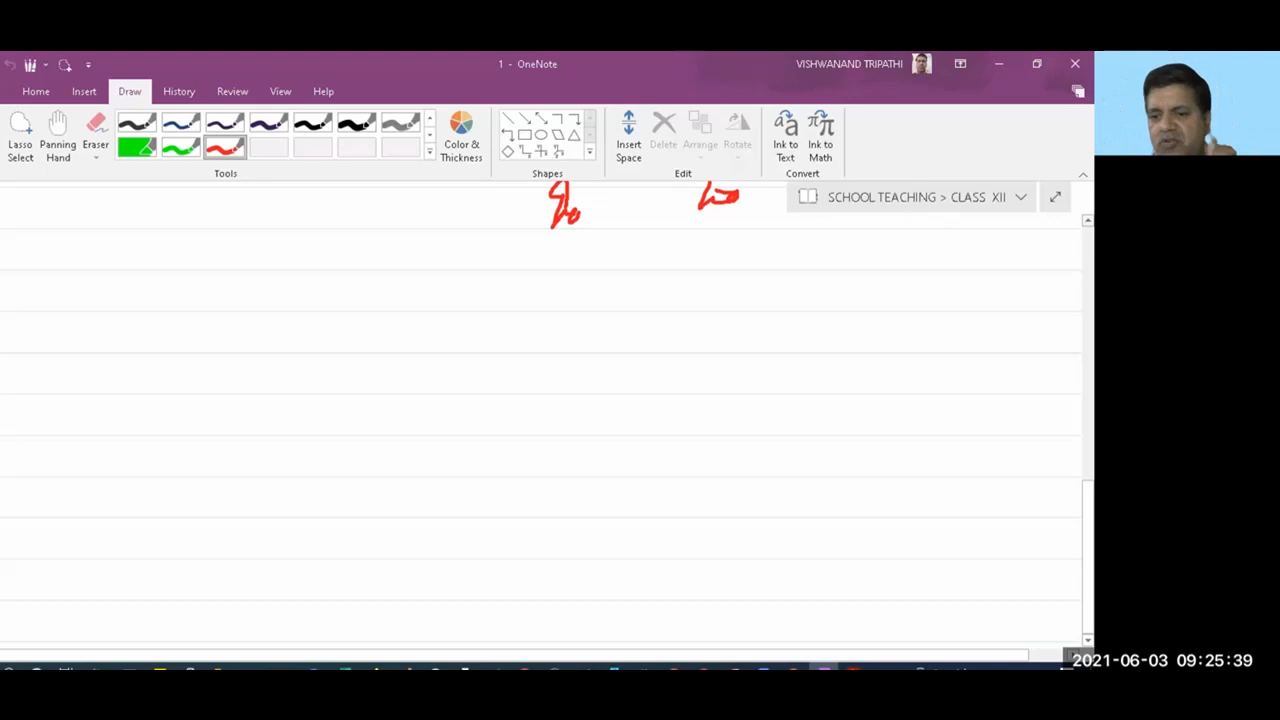 1 - OneNote
VISHWANAND TRIPATHI
Home Insert Draw History Review View Help
Lasso Select
Panning Hand
Eraser
Color & Thickness
Insert Space
Delete
Arrange
Rotate
Ink to Text
Ink to Math
Tools Shapes Edit Convert
SCHOOL TEACHING > CLASS XII
2021-06-03 09:25:39